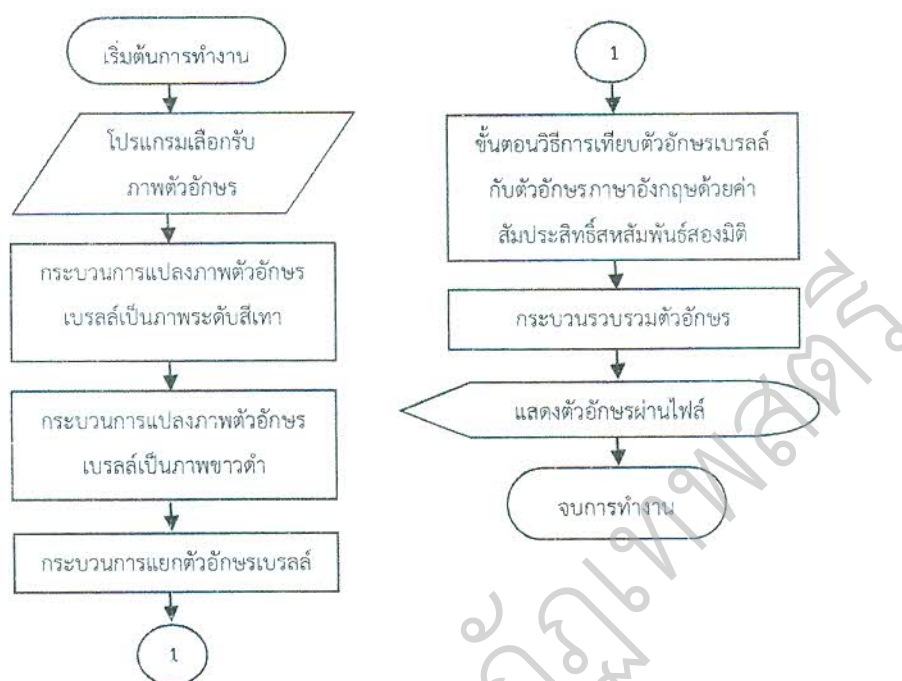 เริ่มต้นการทำงาน
โปรแกรมเลือกรับ
ภาพตัวอักษร
กระบวนการแปลงภาพตัวอักษร
เบรลล์เป็นภาพระดับสีเทา
กระบวนการแปลงภาพตัวอักษร
เบรลล์เป็นภาพขาวดำ
กระบวนการแยกตัวอักษรเบรลล์
1
1
ขั้นตอนวิธีการเทียบตัวอักษรเบรลล์
กับตัวอักษรภาษาอังกฤษด้วยค่า
สัมประสิทธิ์สหสัมพันธ์สองมิติ
กระบวนรวบรวมตัวอักษร
แสดงตัวอักษรผ่านไฟล์
จบการทำงาน